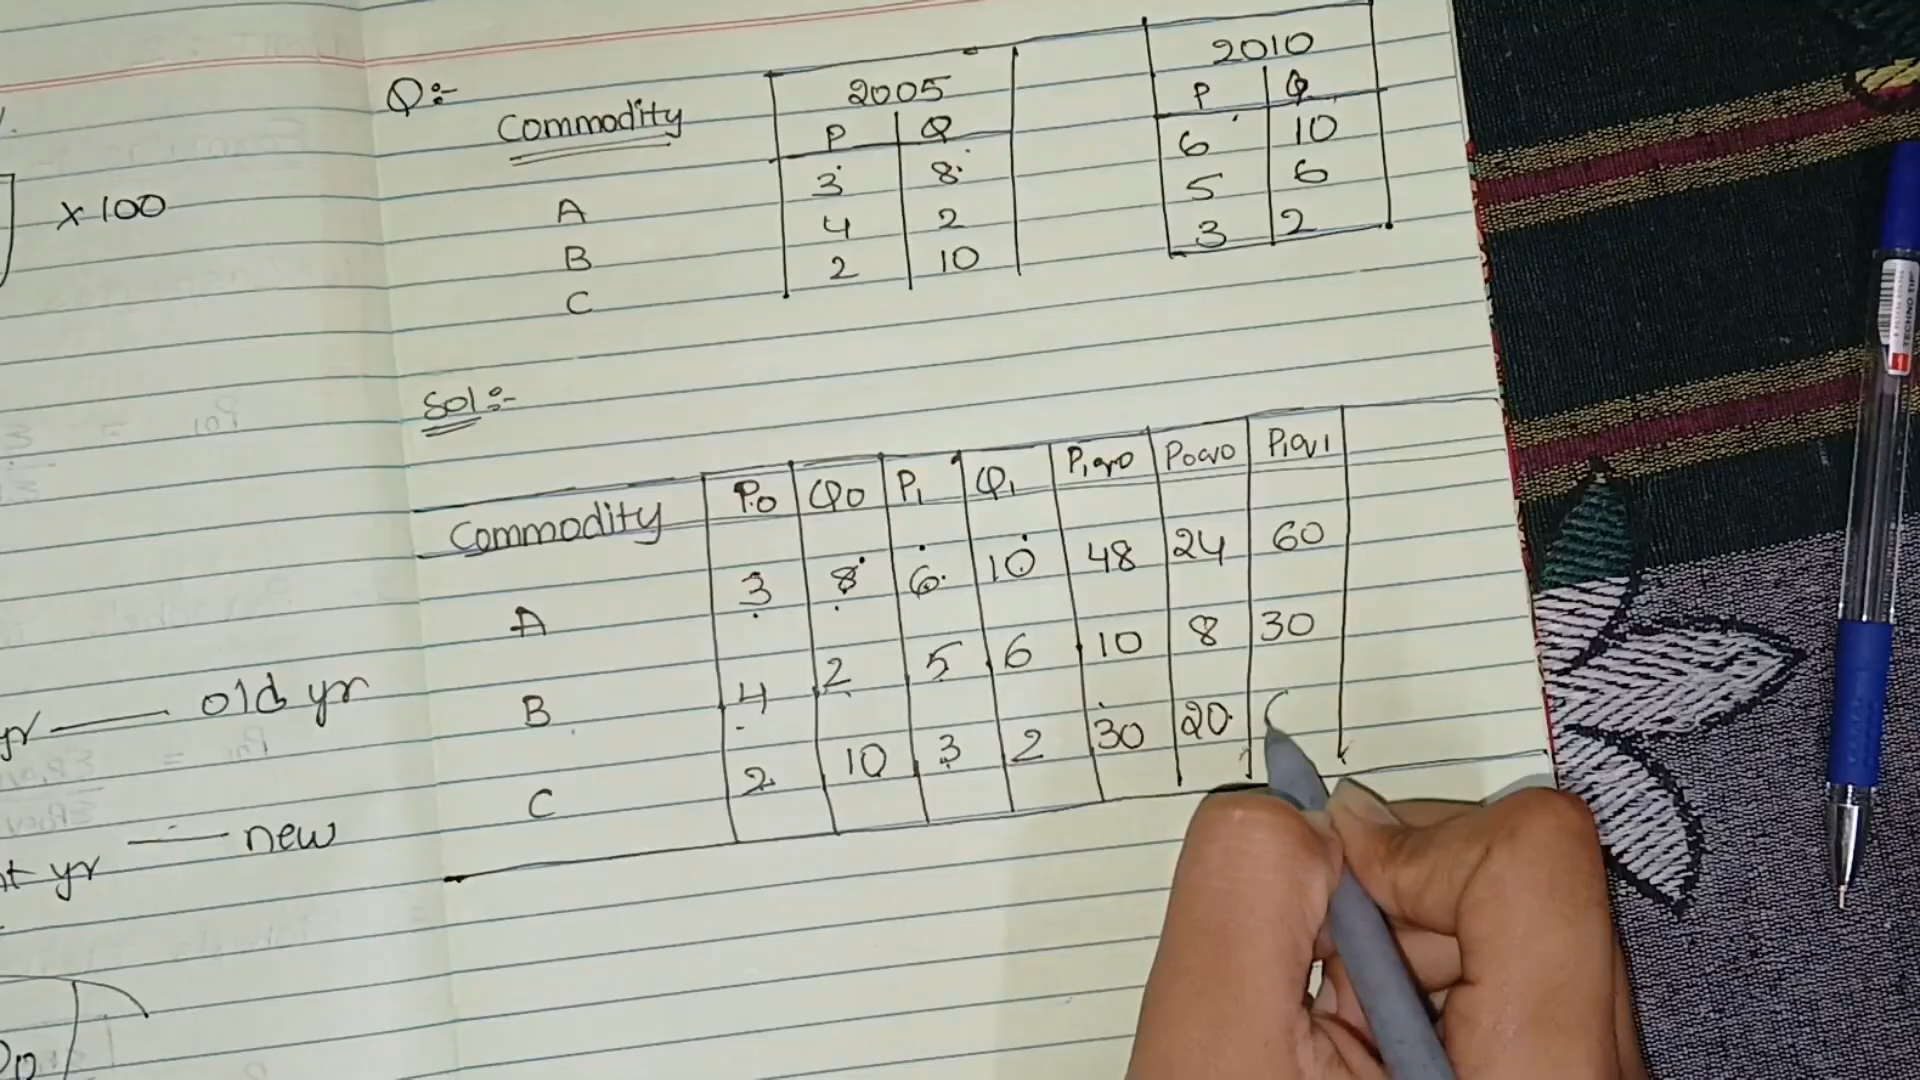 Q:-
Commodity 2005 2010
P Q P Q
A 3 8 6 10
B 4 2 5 6
C 2 10 3 2
x 100
Sol:-
Commodity P0 Q0 P1 Q1 P1q0 P0q0 P1q1
A 3 8 6 10 48 24 60
B 4 2 5 6 10 8 30
C 2 10 3 2 30 20
yr — old yr
yr — new